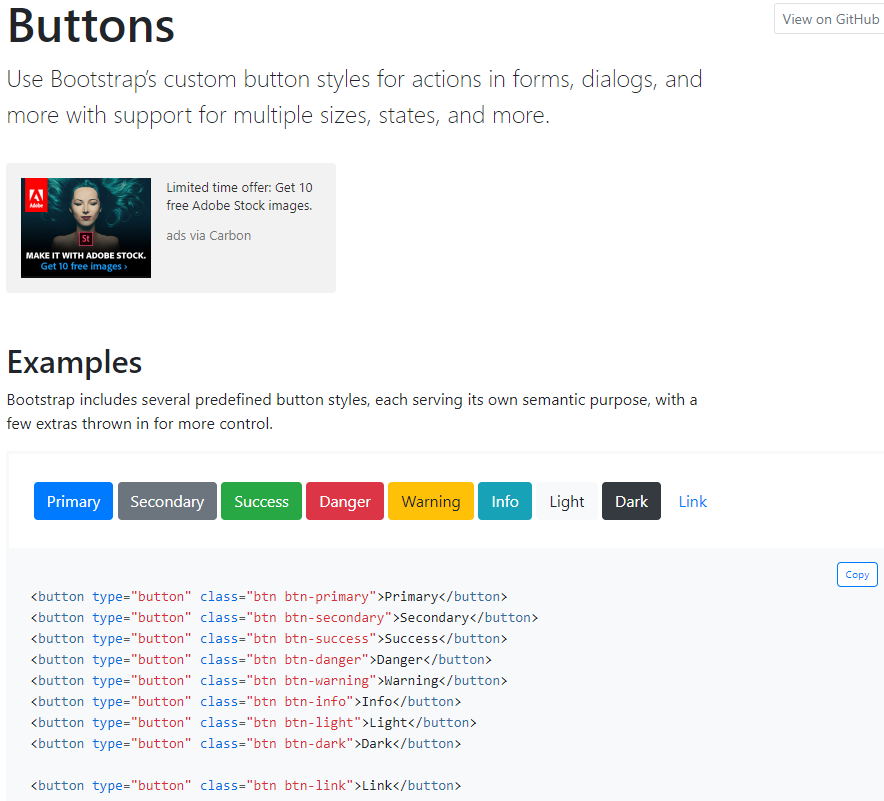 Buttons
View on GitHub
Use Bootstrap's custom button styles for actions in forms, dialogs, and
more with support for multiple sizes, states, and more.
Adobe
St
MAKE IT WITH ADOBE STOCK.
Get 10 free images ›
Limited time offer: Get 10
free Adobe Stock images.
ads via Carbon
Examples
Bootstrap includes several predefined button styles, each serving its own semantic purpose, with a
few extras thrown in for more control.
Primary Secondary Success Danger Warning Info Light Dark Link
Copy
<button type="button" class="btn btn-primary">Primary</button>
<button type="button" class="btn btn-secondary">Secondary</button>
<button type="button" class="btn btn-success">Success</button>
<button type="button" class="btn btn-danger">Danger</button>
<button type="button" class="btn btn-warning">Warning</button>
<button type="button" class="btn btn-info">Info</button>
<button type="button" class="btn btn-light">Light</button>
<button type="button" class="btn btn-dark">Dark</button>
<button type="button" class="btn btn-link">Link</button>